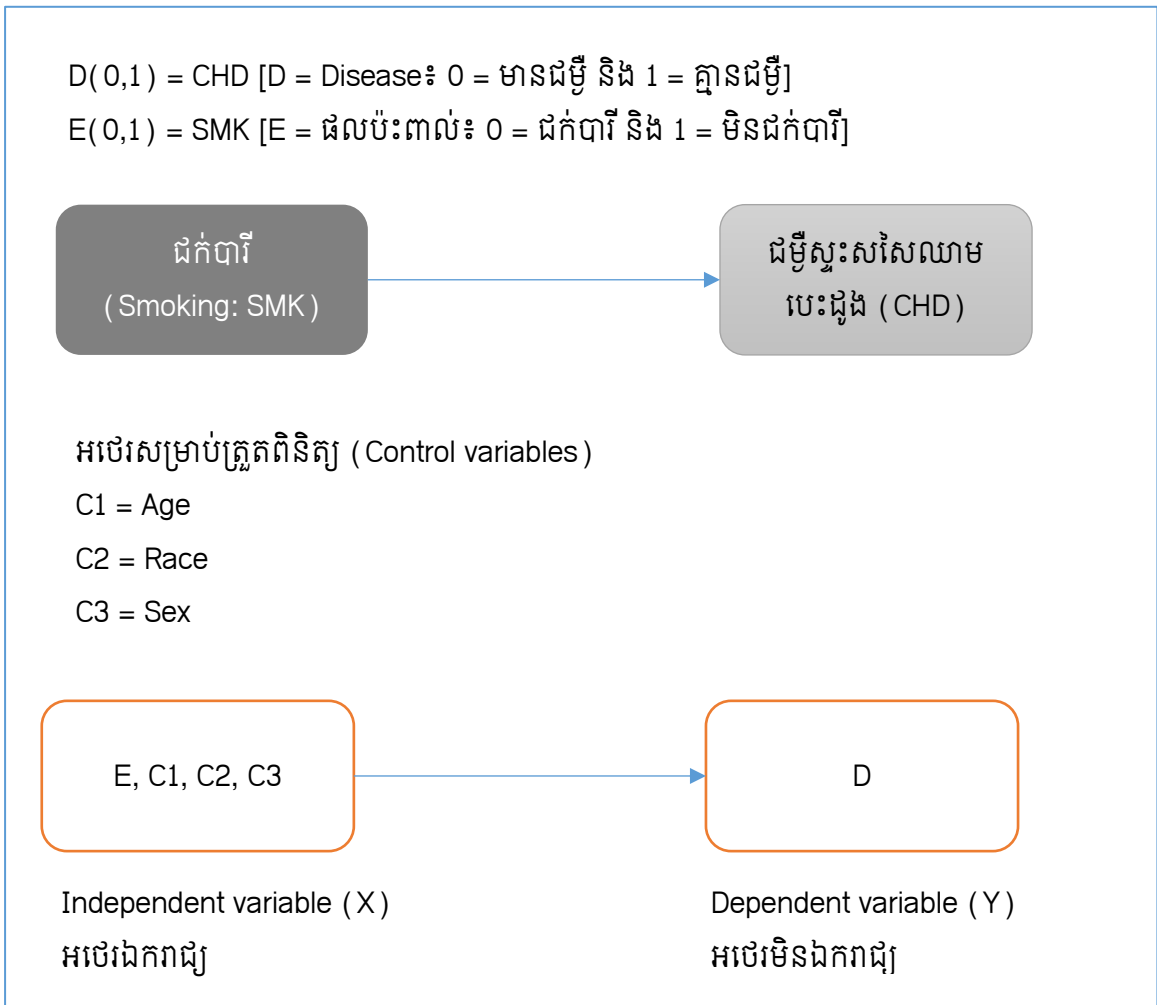 D(0,1) = CHD [D = Disease៖ 0 = មានជម្ងឺ និង 1 = គ្មានជម្ងឺ]
E(0,1) = SMK [E = ផលប៉ះពាល់៖ 0 = ជក់បារី និង 1 = មិនជក់បារី]
ជក់បារី
(Smoking: SMK)
ជម្ងឺស្ទះសសៃឈាម
បេះដូង (CHD)
អថេរសម្រាប់ត្រួតពិនិត្យ (Control variables)
C1 = Age
C2 = Race
C3 = Sex
E, C1, C2, C3
D
Independent variable (X)
អថេរឯករាជ្យ
Dependent variable (Y)
អថេរមិនឯករាជ្យ